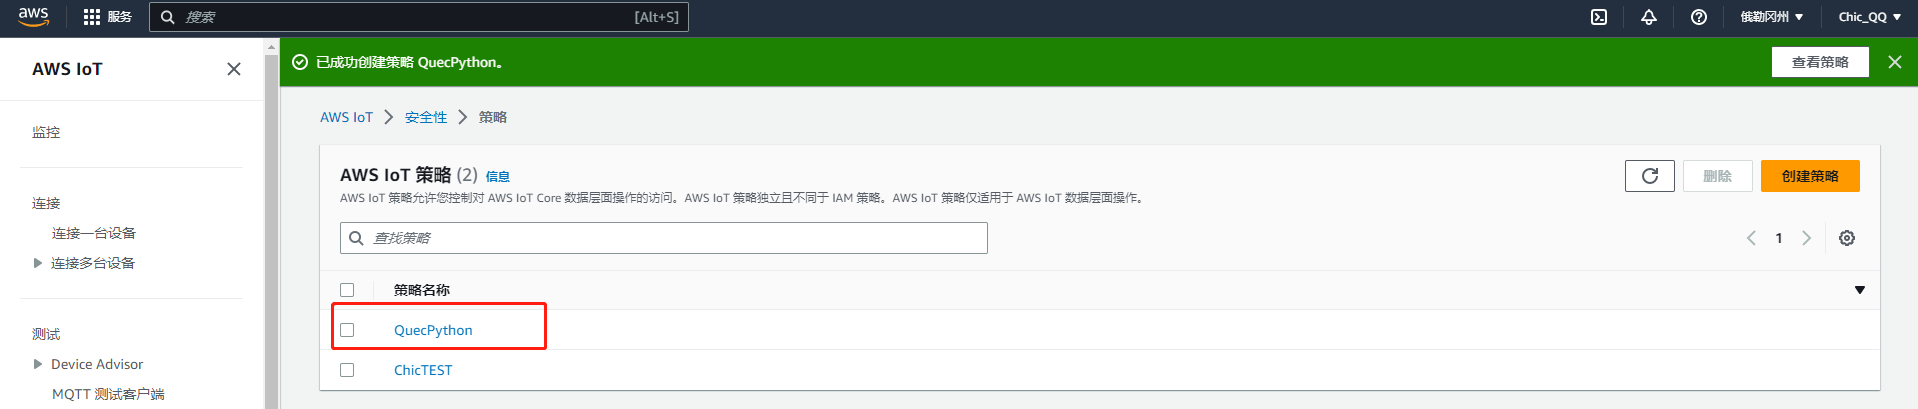 aws 服务 搜索 [Alt+S] 俄勒冈州 ▼ Chic_QQ ▼
AWS IoT
监控
连接
连接一台设备
连接多台设备
测试
Device Advisor
MQTT 测试客户端
已成功创建策略 QuecPython。 查看策略
AWS IoT > 安全性 > 策略
AWS IoT 策略 (2) 信息
AWS IoT 策略允许您控制对 AWS IoT Core 数据层面操作的访问。AWS IoT 策略独立且不同于 IAM 策略。AWS IoT 策略仅适用于 AWS IoT 数据层面操作。
删除 创建策略
查找策略
1
策略名称
QuecPython
ChicTEST